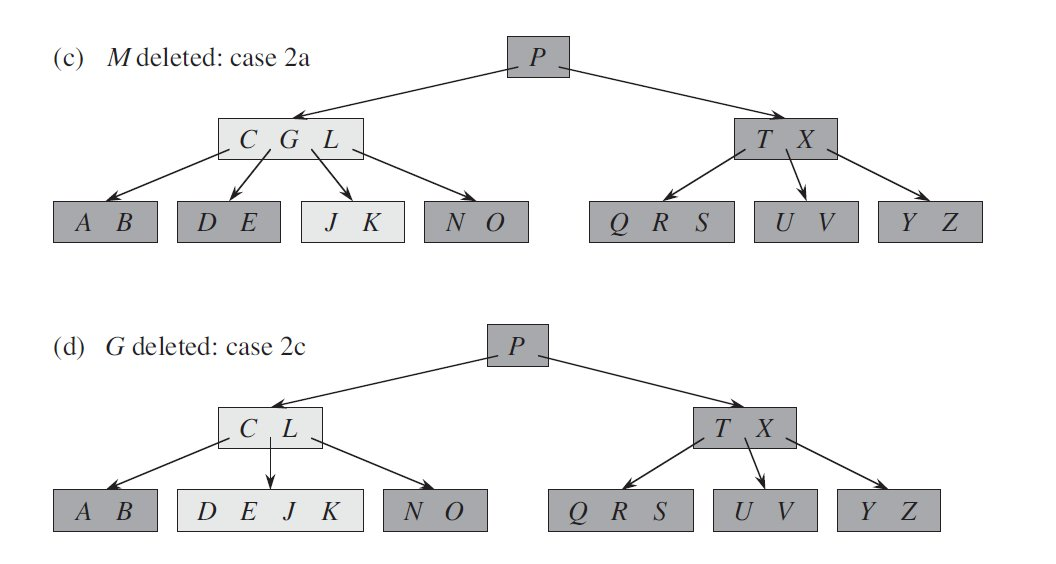 (c) M deleted: case 2a
P
C G L
T X
A B
D E
J K
N O
Q R S
U V
Y Z
(d) G deleted: case 2c
P
C L
T X
A B
D E J K
N O
Q R S
U V
Y Z